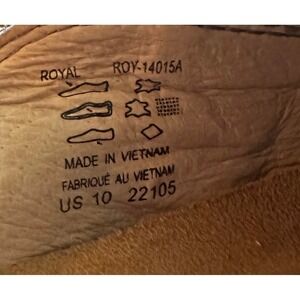 ROYAL ROY-14015A
MADE IN VIETNAM
FABRIQUÉ AU VIETNAM
US 10 22105